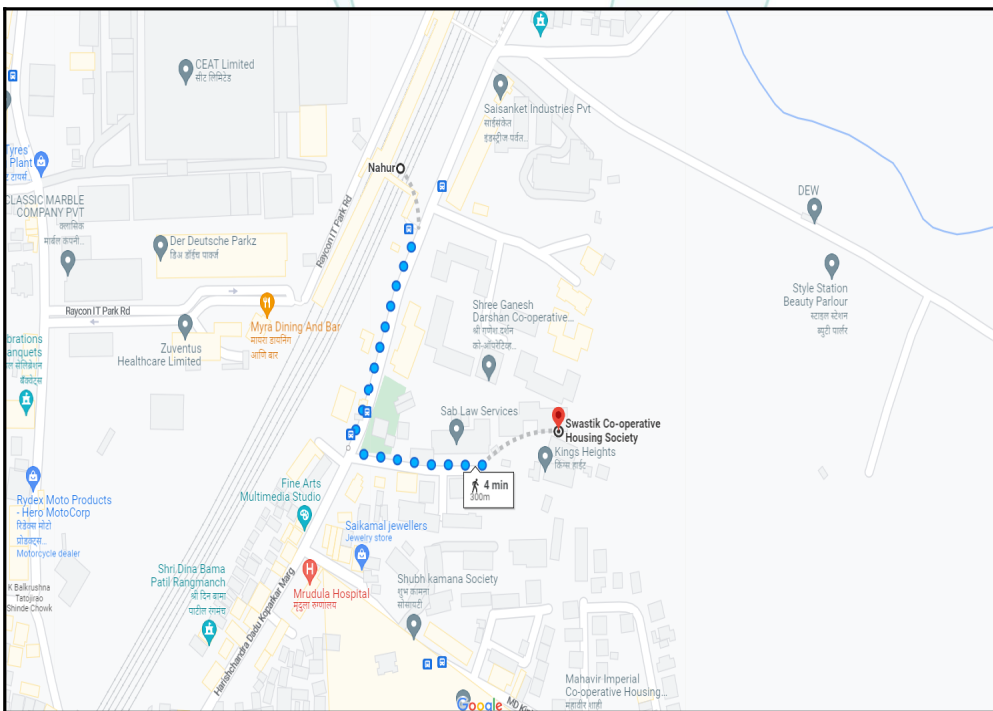 CEAT Limited
सीट लिमिटेड
Saisanket Industries Pvt
साईसंकेत
इंडस्ट्रीज पर्वत...
Nahur
Tyres'
Plant
CLASSIC MARBLE
COMPANY PVT
क्लासिक
मार्बल कंपनी...
Der Deutsche Parkz
डिअ डॉईच पार्क्ज
Raycon IT Park Rd
DEW
Style Station
Beauty Parlour
स्टाइल स्टेशन
ब्युटी पार्लर
Raycon IT Park Rd
Myra Dining And Bar
मायरा डायनिंग
आणि बार
Zuventus
Healthcare Limited
Shree Ganesh
Darshan Co-operative...
श्री गणेश दर्शन
को-ऑपरेटिव्ह...
brations
anquets
बँक्वेट्स
Sab Law Services
Swastik Co-operative
Housing Society
Kings Heights
किंग्स हाईट
4 min
300m
Fine Arts
Multimedia Studio
Rydex Moto Products
- Hero MotoCorp
रिडेक्स मोटो
प्रोडक्ट्स...
Motorcycle dealer
Saikamal jewellers
Jewelry store
Shri.Dina Bama
Patil Rangmanch
श्री दिन बामा
पाटील रंगमंच
Mrudula Hospital
मृदुला रुग्णालय
Shubh kamana Society
शुभ कामना
सोसायटी
K Balkrushna
Tatojirao
Shinde Chowk
Harishchandra Dadu Koparkar Marg
Mahavir Imperial
Co-operative Housing...
महावीर शाही
Google